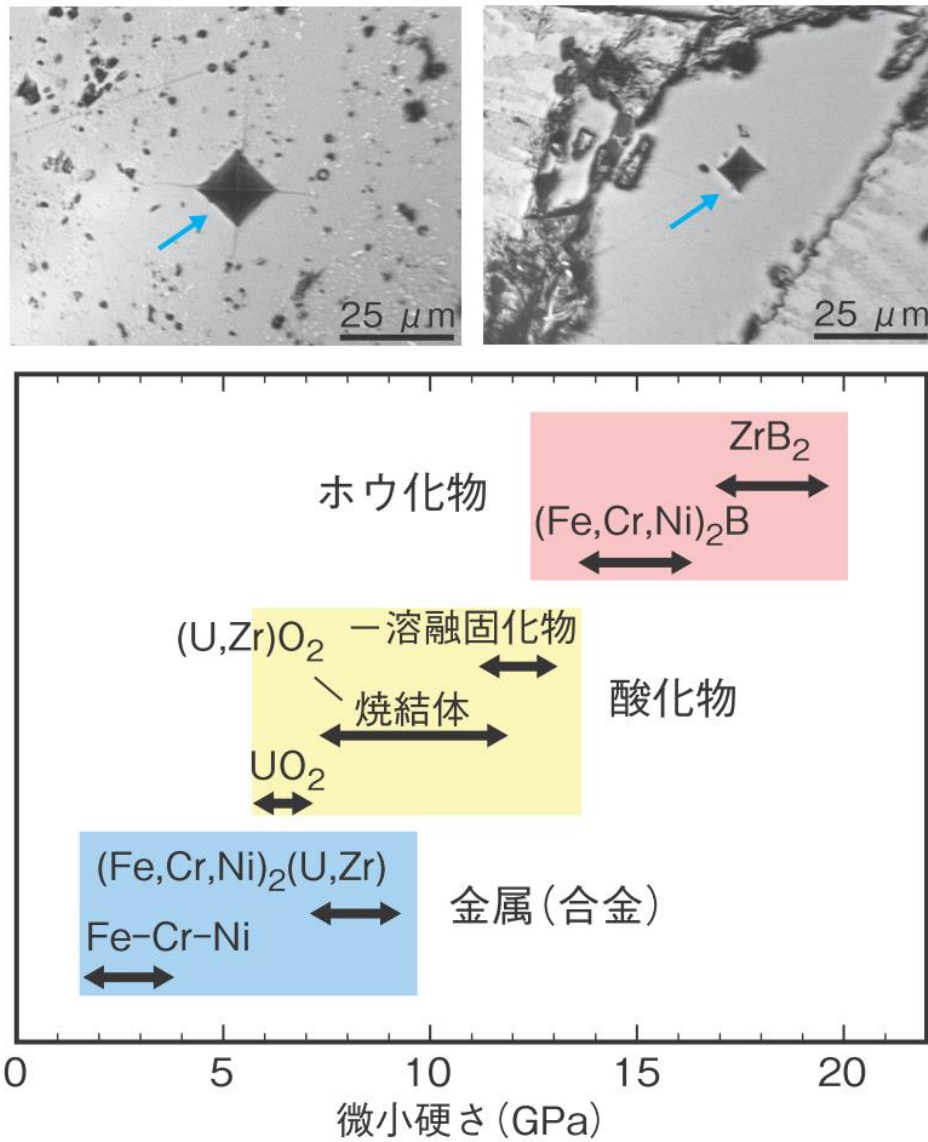 25 μm
25 μm
ZrB₂
ホウ化物
(Fe,Cr,Ni)₂B
(U,Zr)O₂
－溶融固化物
焼結体
酸化物
UO₂
(Fe,Cr,Ni)₂(U,Zr)
金属(合金)
Fe-Cr-Ni
0 5 10 15 20
微小硬さ(GPa)